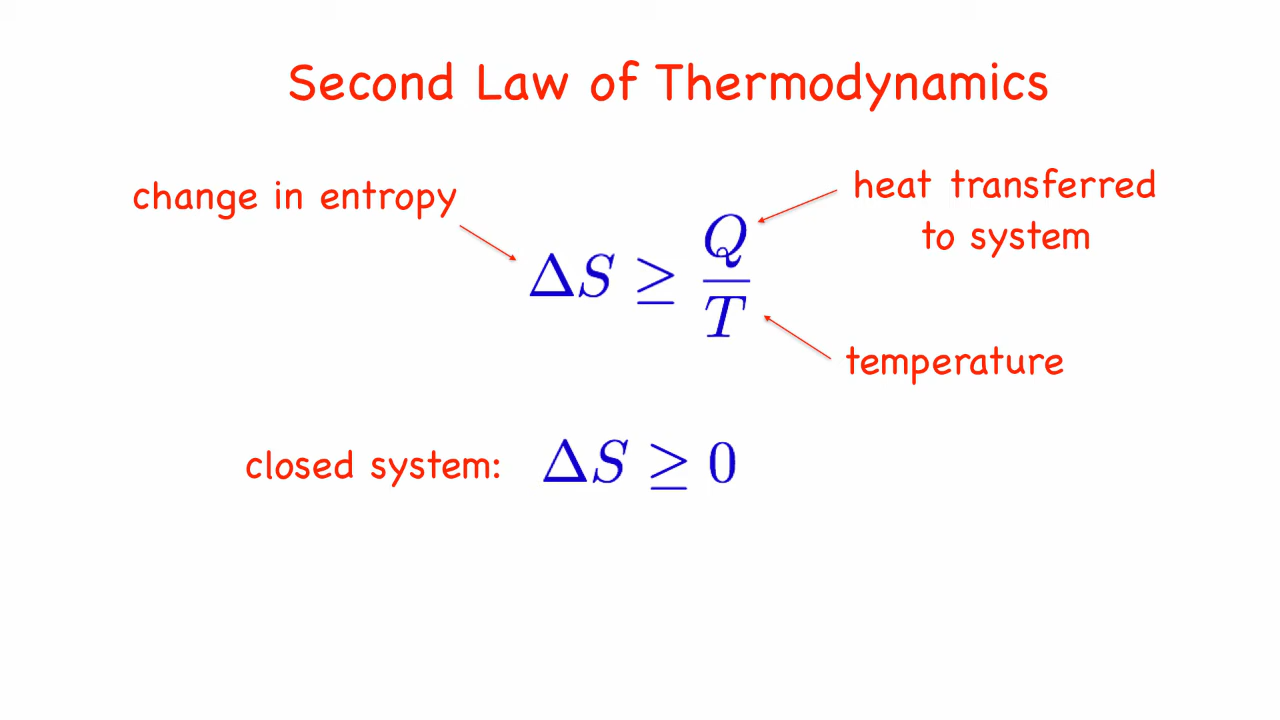 Second Law of Thermodynamics
change in entropy
heat transferred
to system
ΔS ≥ Q/T
temperature
closed system: ΔS ≥ 0